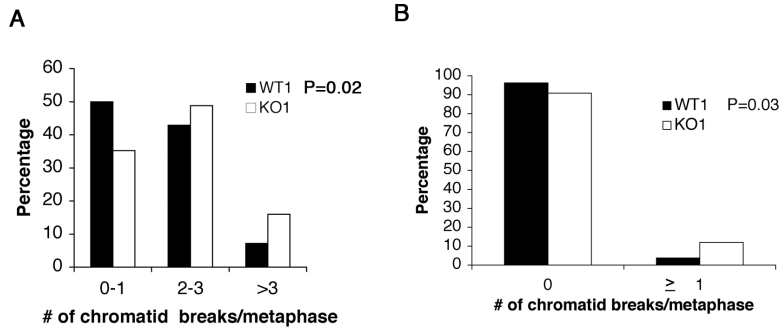 A
Percentage
60
50
40
30
20
10
0
WT1 P=0.02
KO1
0-1 2-3 >3
# of chromatid breaks/metaphase
B
Percentage
100
90
80
70
60
50
40
30
20
10
0
WT1 P=0.03
KO1
0 ≥ 1
# of chromatid breaks/metaphase